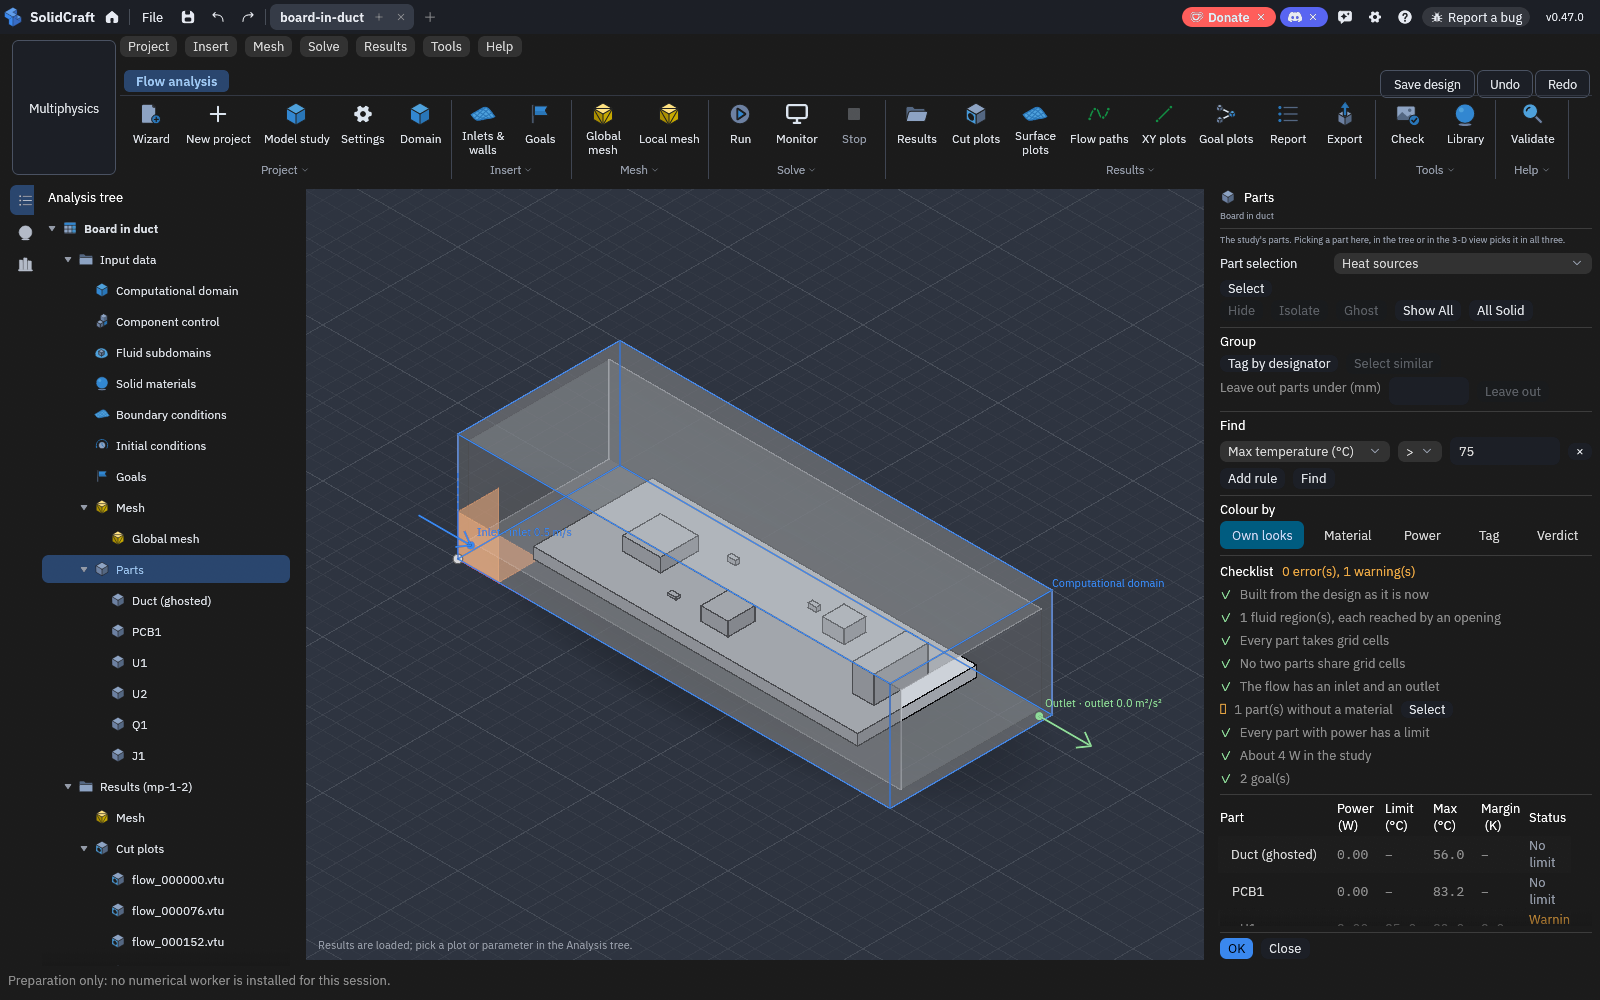 SolidCraft File board-in-duct Donate Report a bug v0.47.0
Project Insert Mesh Solve Results Tools Help
Multiphysics
Flow analysis
Save design Undo Redo
Wizard New project Model study Settings Domain
Inlets & walls Goals
Global mesh Local mesh
Run Monitor Stop
Results Cut plots Surface plots Flow paths XY plots Goal plots Report Export
Check Library
Validate
Project Insert Mesh Solve Results Tools Help
Analysis tree
Board in duct
Input data
Computational domain
Component control
Fluid subdomains
Solid materials
Boundary conditions
Initial conditions
Goals
Mesh
Global mesh
Parts
Duct (ghosted)
PCB1
U1
U2
Q1
J1
Results (mp-1-2)
Mesh
Cut plots
flow_000000.vtu
flow_000076.vtu
flow_000152.vtu
Computational domain
Outlet · outlet 0.0 m²/s²
Results are loaded; pick a plot or parameter in the Analysis tree.
Parts
Board in duct
The study's parts. Picking a part here, in the tree or in the 3-D view picks it in all three.
Part selection Heat sources
Select
Hide Isolate Ghost Show All All Solid
Group
Tag by designator Select similar
Leave out parts under (mm) Leave out
Find
Max temperature (°C) > 75 ×
Add rule Find
Colour by
Own looks Material Power Tag Verdict
Checklist 0 error(s), 1 warning(s)
Built from the design as it is now
1 fluid region(s), each reached by an opening
Every part takes grid cells
No two parts share grid cells
The flow has an inlet and an outlet
1 part(s) without a material Select
Every part with power has a limit
About 4 W in the study
2 goal(s)
Part Power (W) Limit (°C) Max (°C) Margin (K) Status
Duct (ghosted) 0.00 – 56.0 – No limit
PCB1 0.00 – 83.2 – No limit
Warnin
OK Close
Preparation only: no numerical worker is installed for this session.